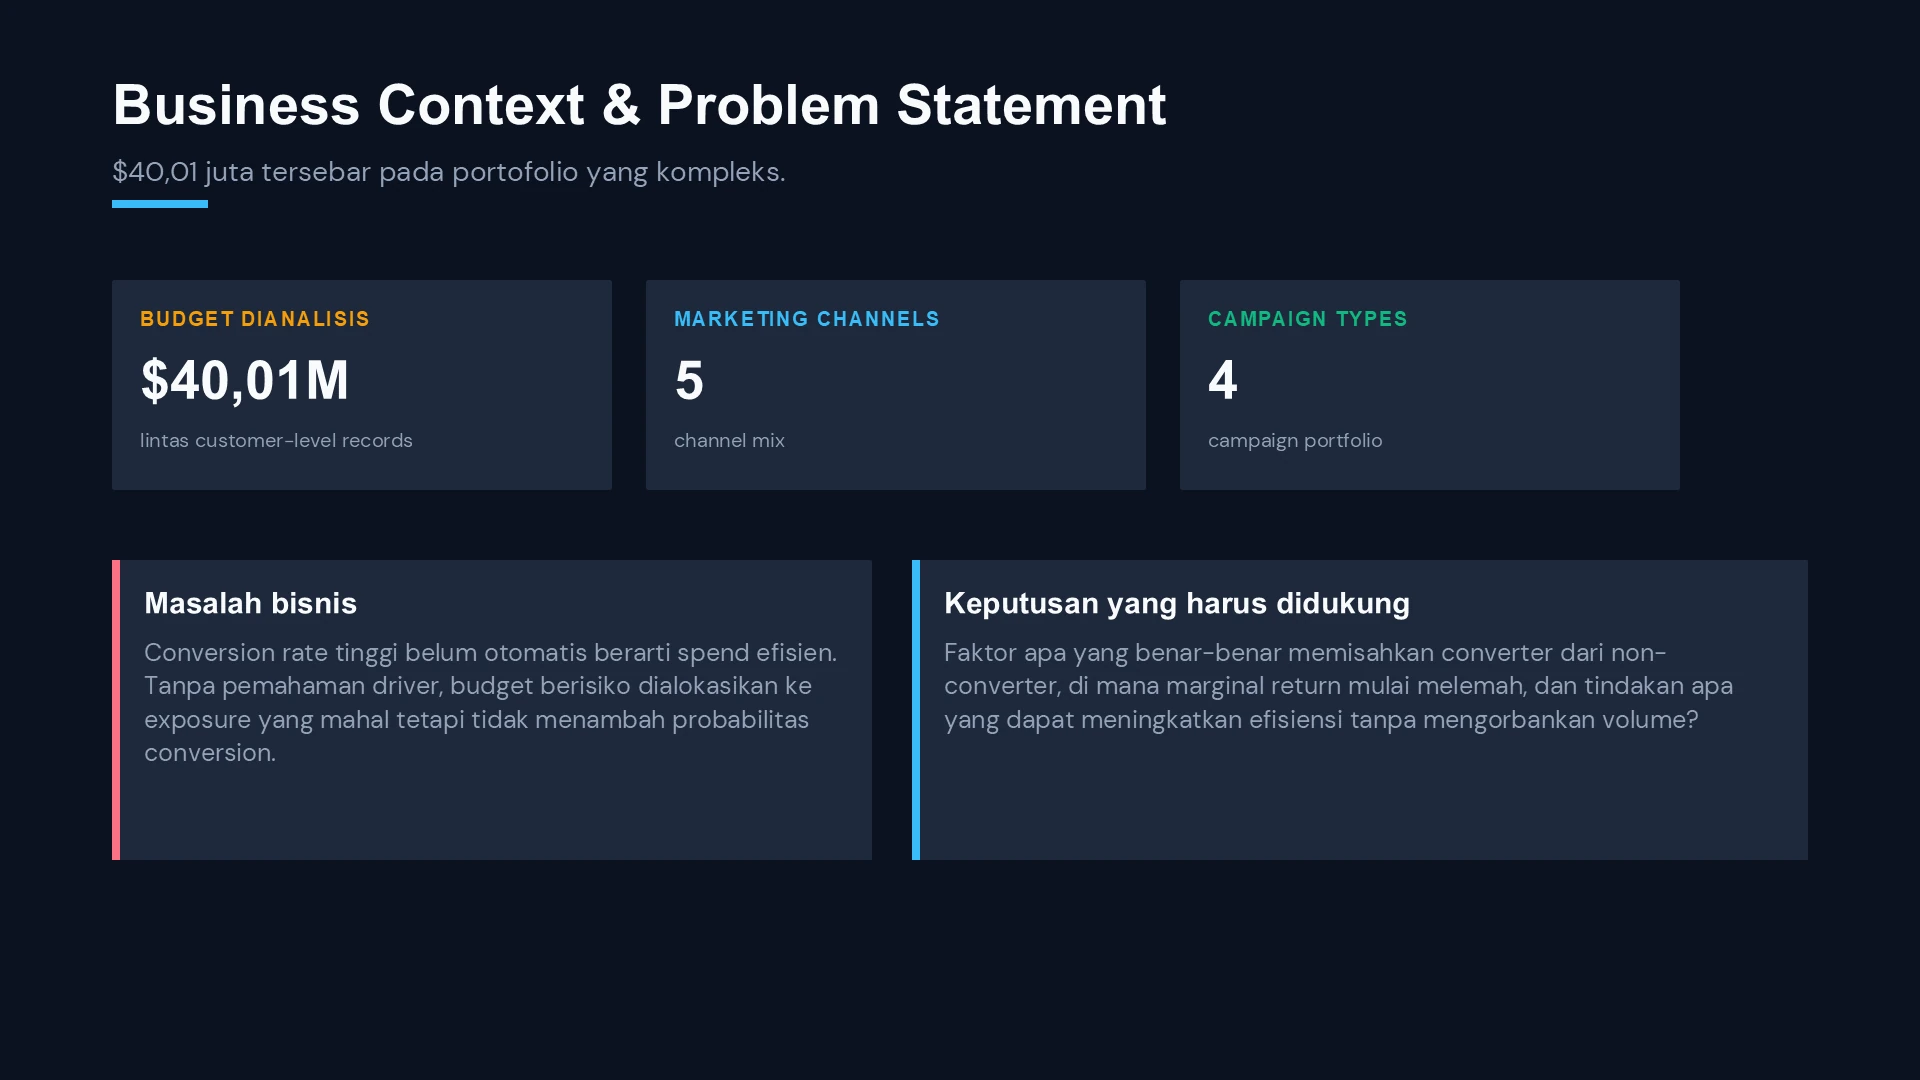 Business Context & Problem Statement
$40,01 juta tersebar pada portofolio yang kompleks.
BUDGET DIANALISIS
$40,01M
lintas customer-level records
MARKETING CHANNELS
5
channel mix
CAMPAIGN TYPES
4
campaign portfolio
Masalah bisnis
Conversion rate tinggi belum otomatis berarti spend efisien.
Tanpa pemahaman driver, budget berisiko dialokasikan ke
exposure yang mahal tetapi tidak menambah probabilitas
conversion.
Keputusan yang harus didukung
Faktor apa yang benar-benar memisahkan converter dari non-
converter, di mana marginal return mulai melemah, dan tindakan apa
yang dapat meningkatkan efisiensi tanpa mengorbankan volume?